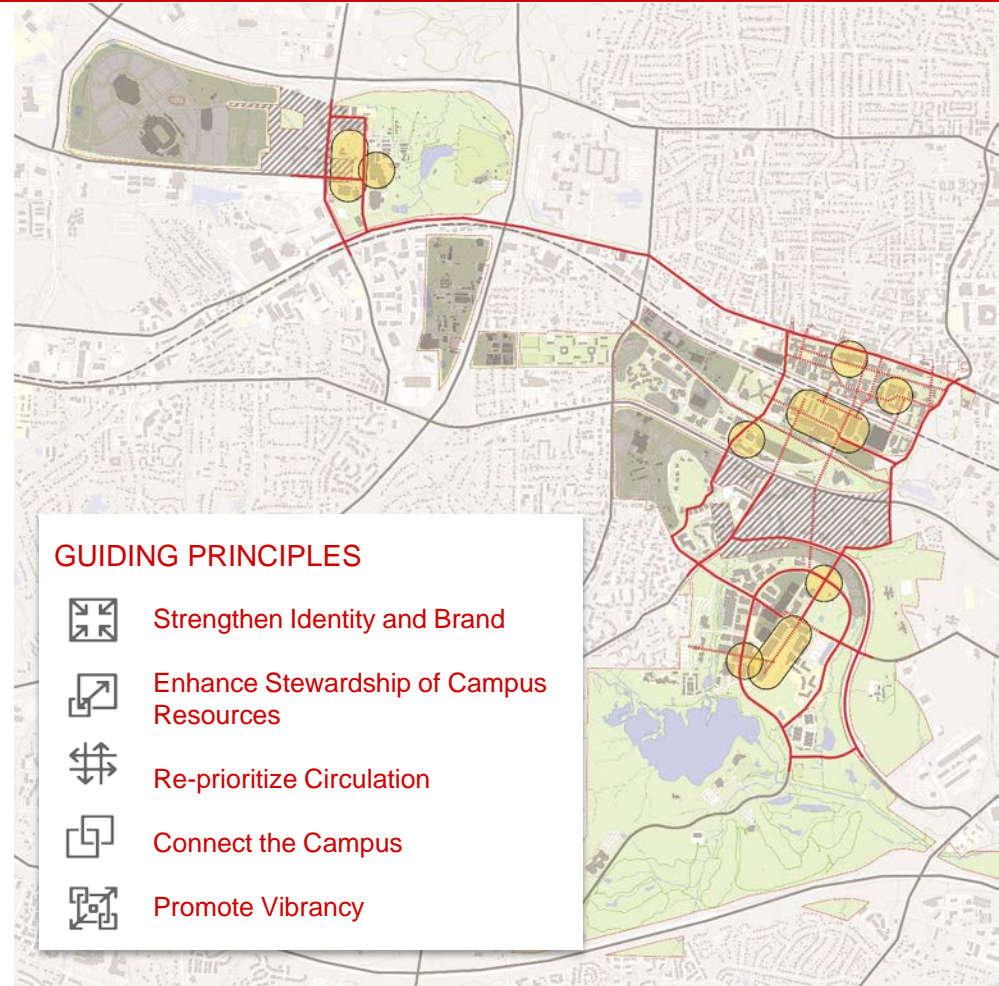 GUIDING PRINCIPLES
Strengthen Identity and Brand
Enhance Stewardship of Campus
Resources
Re-prioritize Circulation
Connect the Campus
Promote Vibrancy